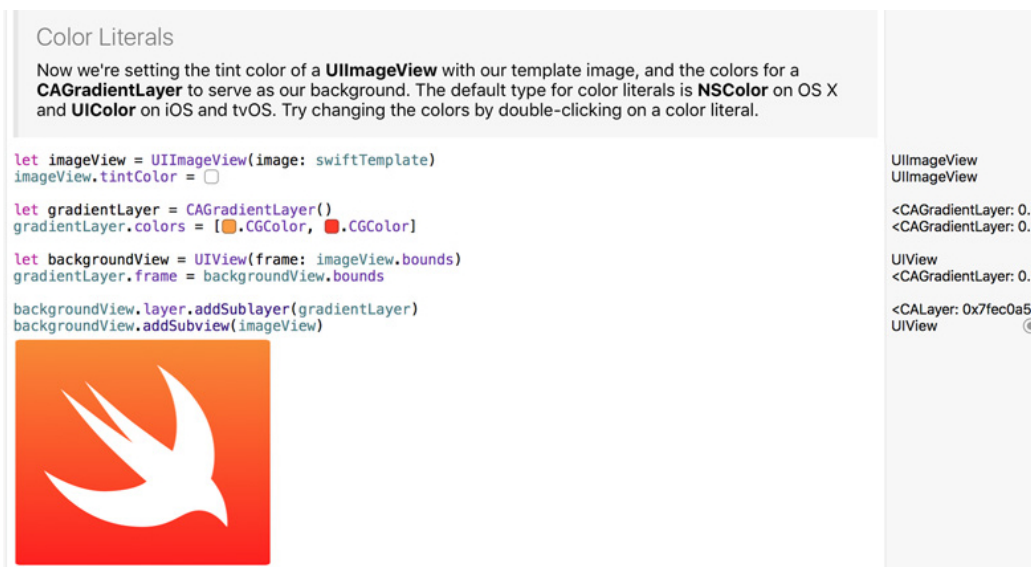 Color Literals
Now we're setting the tint color of a UIImageView with our template image, and the colors for a
CAGradientLayer to serve as our background. The default type for color literals is NSColor on OS X
and UIColor on iOS and tvOS. Try changing the colors by double-clicking on a color literal.
let imageView = UIImageView(image: swiftTemplate)
imageView.tintColor =
let gradientLayer = CAGradientLayer()
gradientLayer.colors = [.CGColor, .CGColor]
let backgroundView = UIView(frame: imageView.bounds)
gradientLayer.frame = backgroundView.bounds
backgroundView.layer.addSublayer(gradientLayer)
backgroundView.addSubview(imageView)
UIImageView
UIImageView
<CAGradientLayer: 0.
<CAGradientLayer: 0.
UIView
<CAGradientLayer: 0.
<CALayer: 0x7fec0a5
UIView